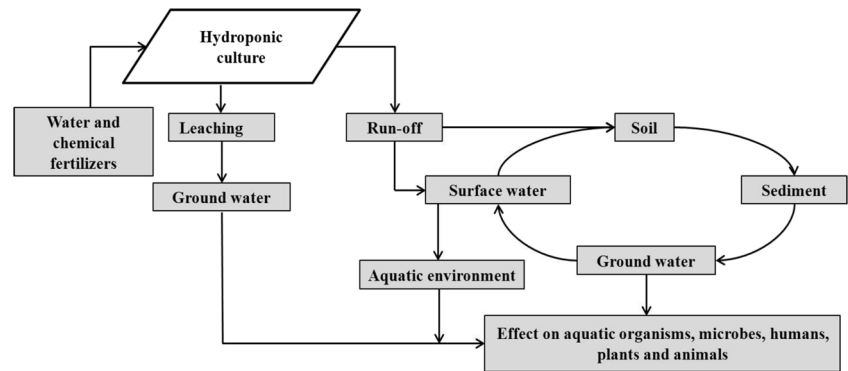 Hydroponic
culture
Water and
chemical
fertilizers
Leaching
Run-off
Soil
Ground water
Surface water
Sediment
Aquatic environment
Ground water
Effect on aquatic organisms, microbes, humans,
plants and animals